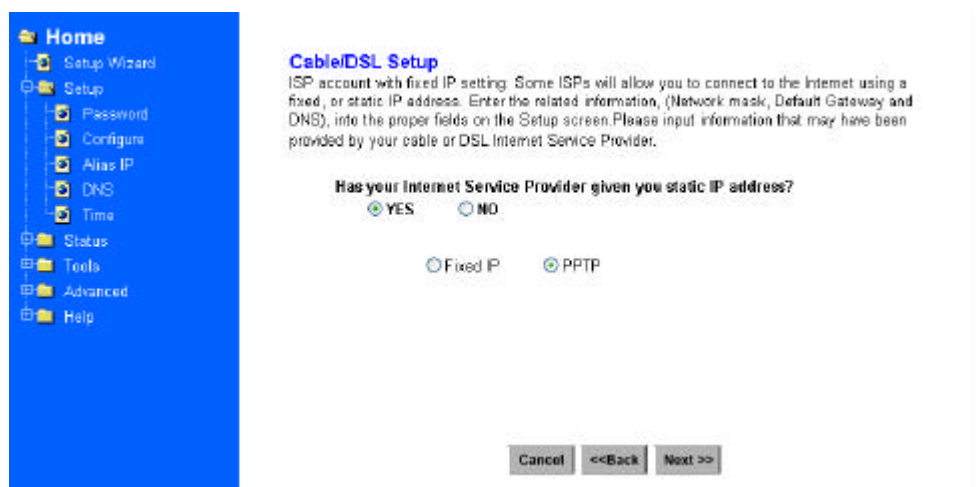 Home
Setup Wizard
Setup
Password
Configure
Alias IP
DNS
Time
Status
Tools
Advanced
Help
Cable/DSL Setup
ISP account with fixed IP setting. Some ISPs will allow you to connect to the Internet using a
fixed, or static IP address. Enter the related information, (Network mask, Default Gateway and
DNS), into the proper fields on the Setup screen.Please input information that may have been
provided by your cable or DSL Internet Service Provider.
Has your Internet Service Provider given you static IP address?
YES NO
Fixed IP PPTP
Cancel <<Back Next >>